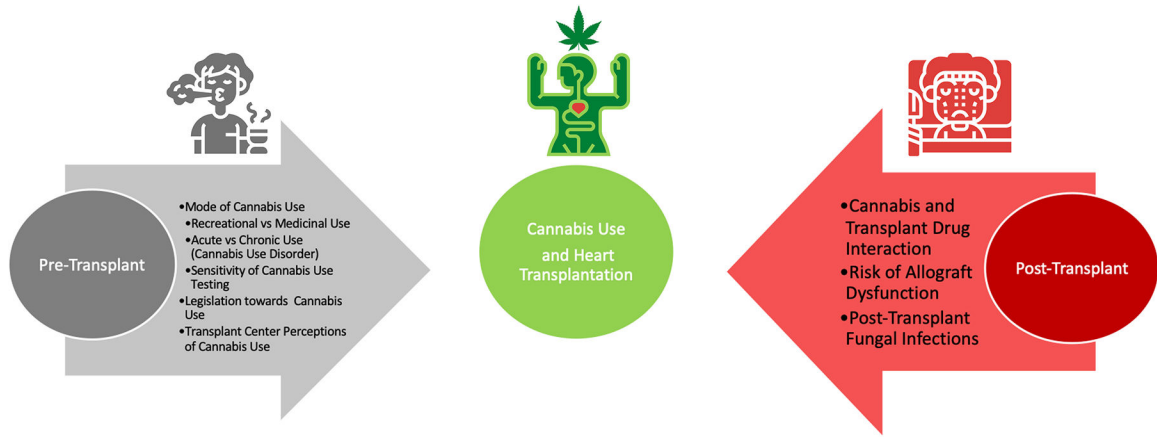 Pre-Transplant
•Mode of Cannabis Use
•Recreational vs Medicinal Use
•Acute vs Chronic Use
(Cannabis Use Disorder)
•Sensitivity of Cannabis Use
Testing
•Legislation towards Cannabis
Use
•Transplant Center Perceptions
of Cannabis Use
Cannabis Use
and Heart
Transplantation
•Cannabis and
Transplant Drug
Interaction
•Risk of Allograft
Dysfunction
•Post-Transplant
Fungal Infections
Post-Transplant